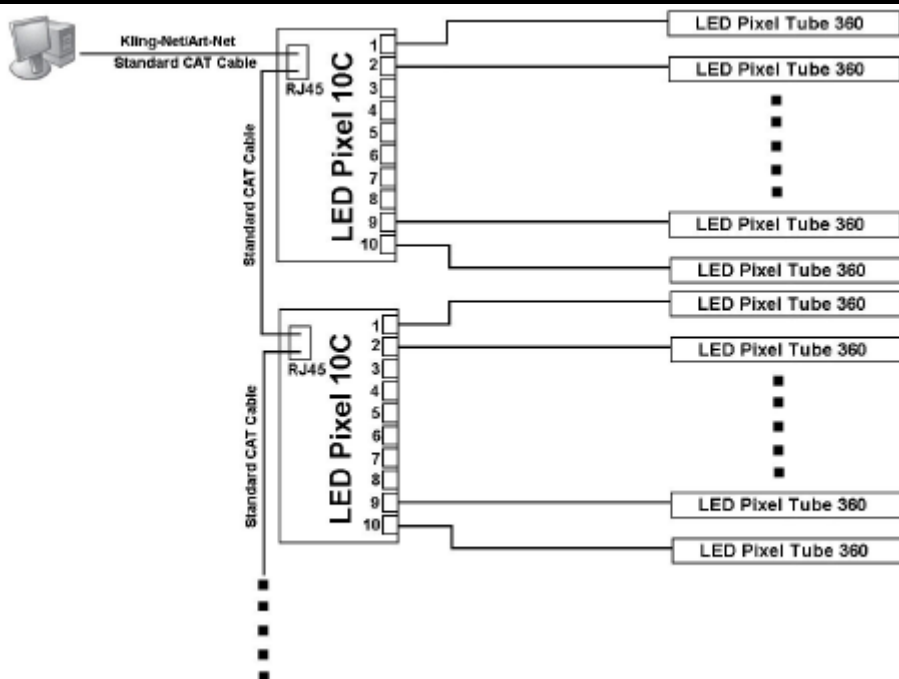 Kling-Net/Art-Net
Standard CAT Cable
RJ45
LED Pixel 10C
1
2
3
4
5
6
7
8
9
10
LED Pixel Tube 360
LED Pixel Tube 360
LED Pixel Tube 360
LED Pixel Tube 360
Standard CAT Cable
RJ45
LED Pixel 10C
1
2
3
4
5
6
7
8
9
10
LED Pixel Tube 360
LED Pixel Tube 360
LED Pixel Tube 360
LED Pixel Tube 360
Standard CAT Cable